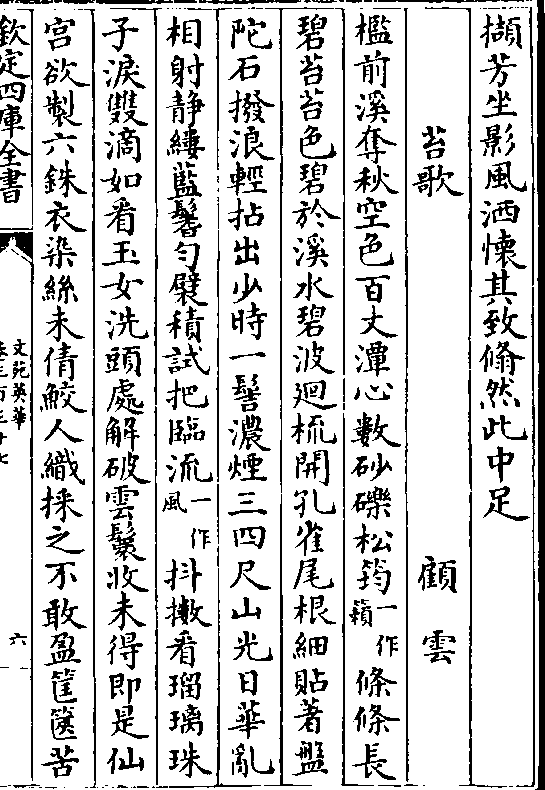 擷芳坐影風洒懷其致翛然此中足
苔歌　顧雲
檻前溪奪秋空色百丈潭心數砂礫松筠一作籟條條長
碧苔苔色碧於溪水碧波廻梳開孔雀尾根細貼著盤
陀石撥浪輕拈出少時一髻濃煙三四尺山光日華亂
相射静縷藍鬐勻襞積試把臨流一作風抖擻看瑠璃珠
子淚雙滴如看玉女洗頭處解破雲鬟收未得即是仙
宮欲製六銖衣染絲未倩鮫人織採之不敢盈筐篋苦
欽定四庫全書
文苑英華
卷三百三十七
六